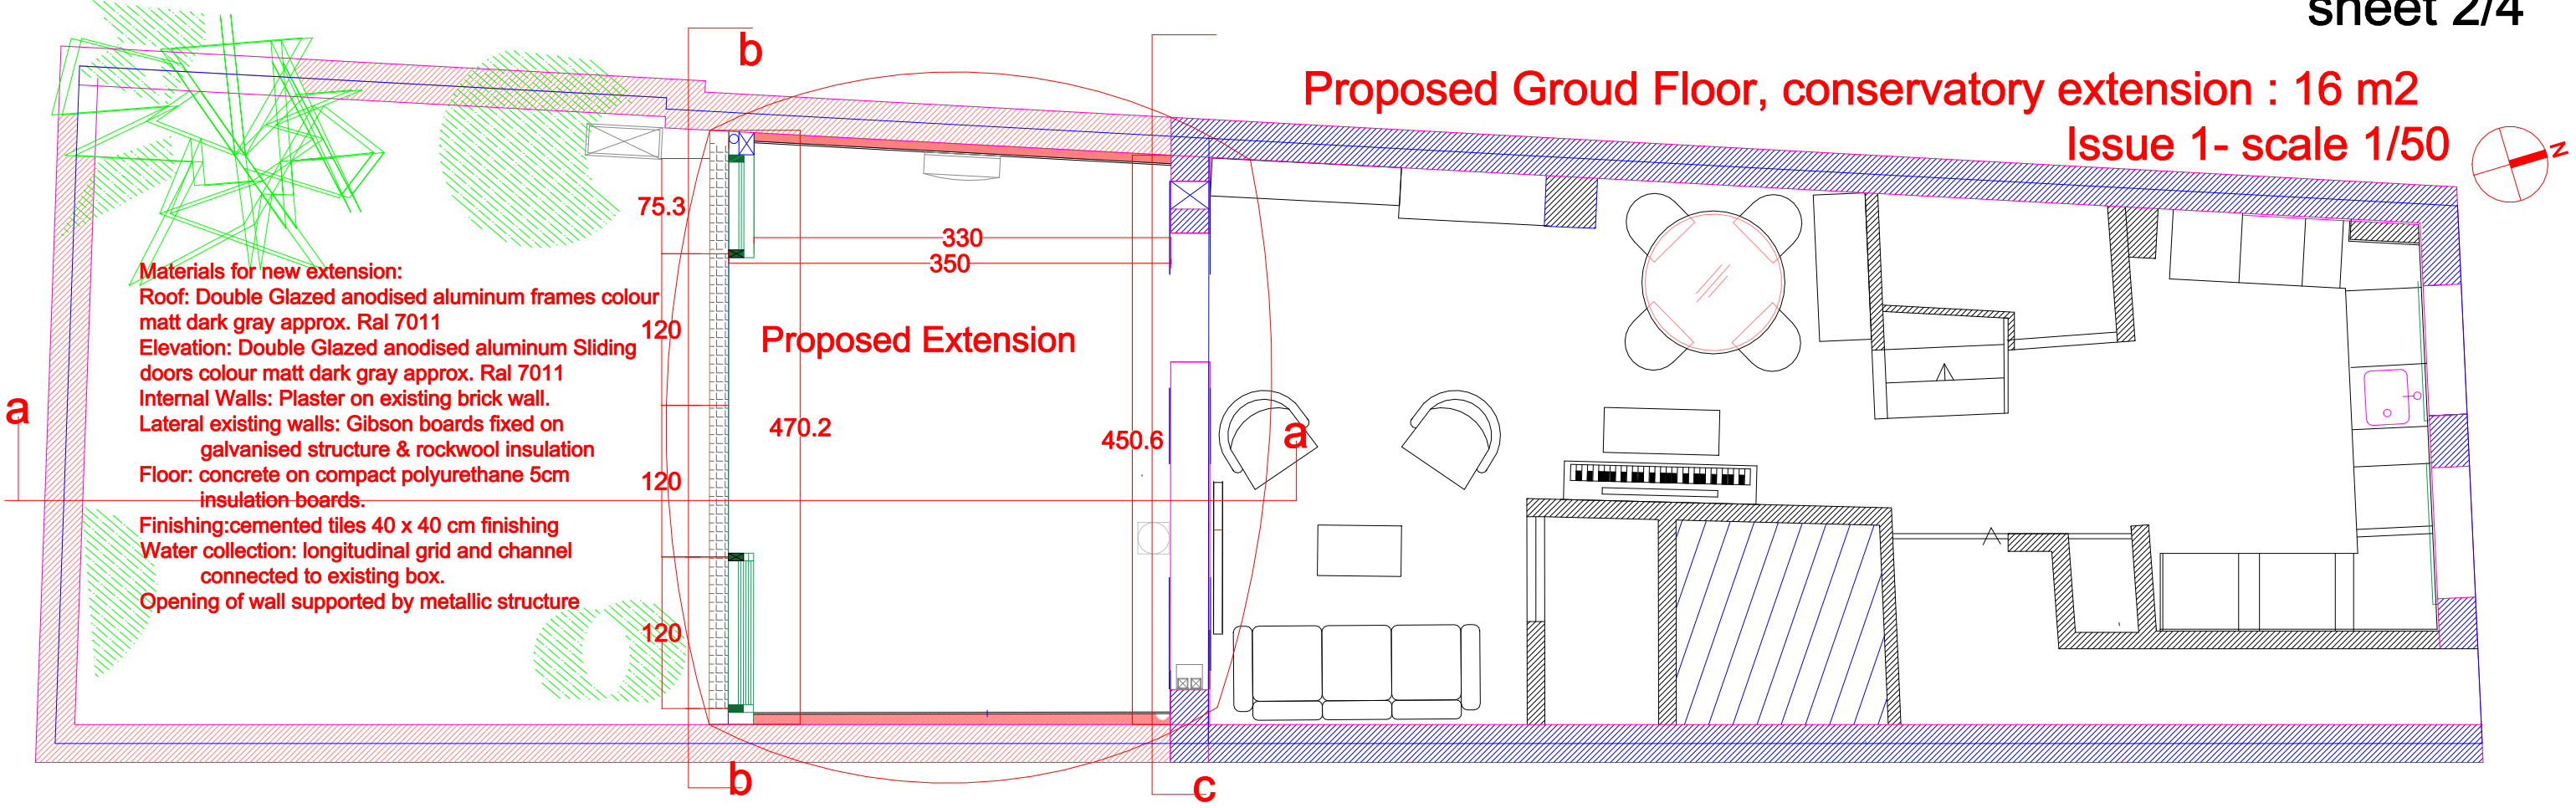 sheet 2/4
Proposed Groud Floor, conservatory extension : 16 m2
Issue 1- scale 1/50
N
b
75.3
330
350
Materials for new extension:
Roof: Double Glazed anodised aluminum frames colour
matt dark gray approx. Ral 7011
Elevation: Double Glazed anodised aluminum Sliding
doors colour matt dark gray approx. Ral 7011
Internal Walls: Plaster on existing brick wall.
Lateral existing walls: Gibson boards fixed on
galvanised structure & rockwool insulation
Floor: concrete on compact polyurethane 5cm
insulation boards.
Finishing:cemented tiles 40 x 40 cm finishing
Water collection: longitudinal grid and channel
connected to existing box.
Opening of wall supported by metallic structure
120
Proposed Extension
a
470.2
450.6
a
120
120
b
c